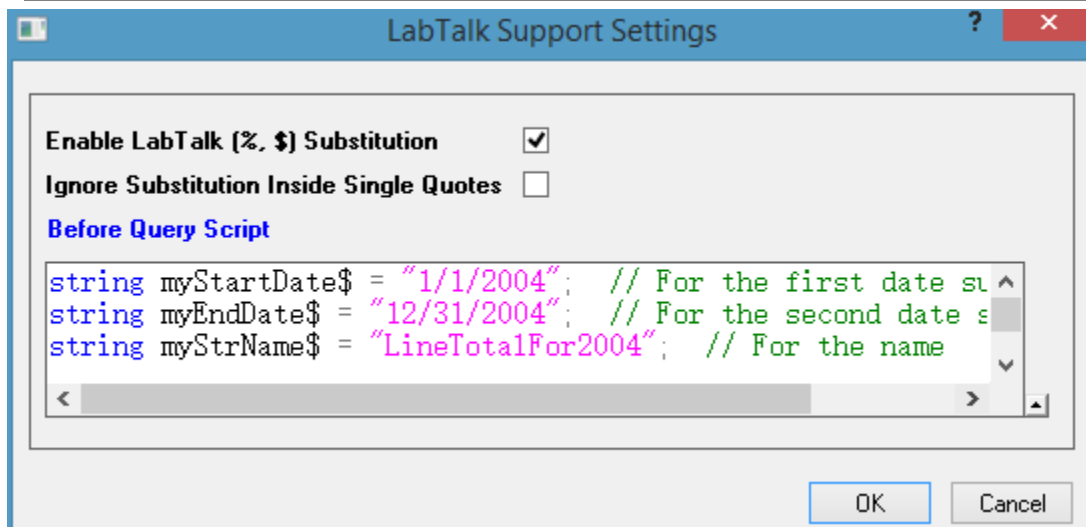 LabTalk Support Settings
Enable LabTalk (%, $) Substitution
Ignore Substitution Inside Single Quotes
Before Query Script
string myStartDate$ = "1/1/2004"; // For the first date su
string myEndDate$ = "12/31/2004"; // For the second date s
string myStrName$ = "LineTotalFor2004"; // For the name
OK Cancel